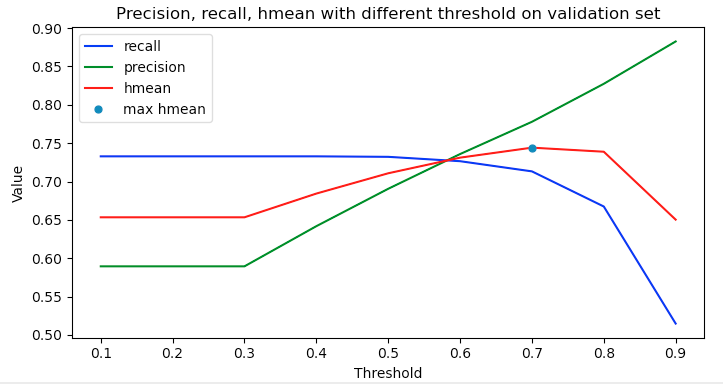 Precision, recall, hmean with different threshold on validation set
0.90
0.85
0.80
0.75
0.70
0.65
0.60
0.55
0.50
Value
recall
precision
hmean
max hmean
0.1 0.2 0.3 0.4 0.5 0.6 0.7 0.8 0.9
Threshold